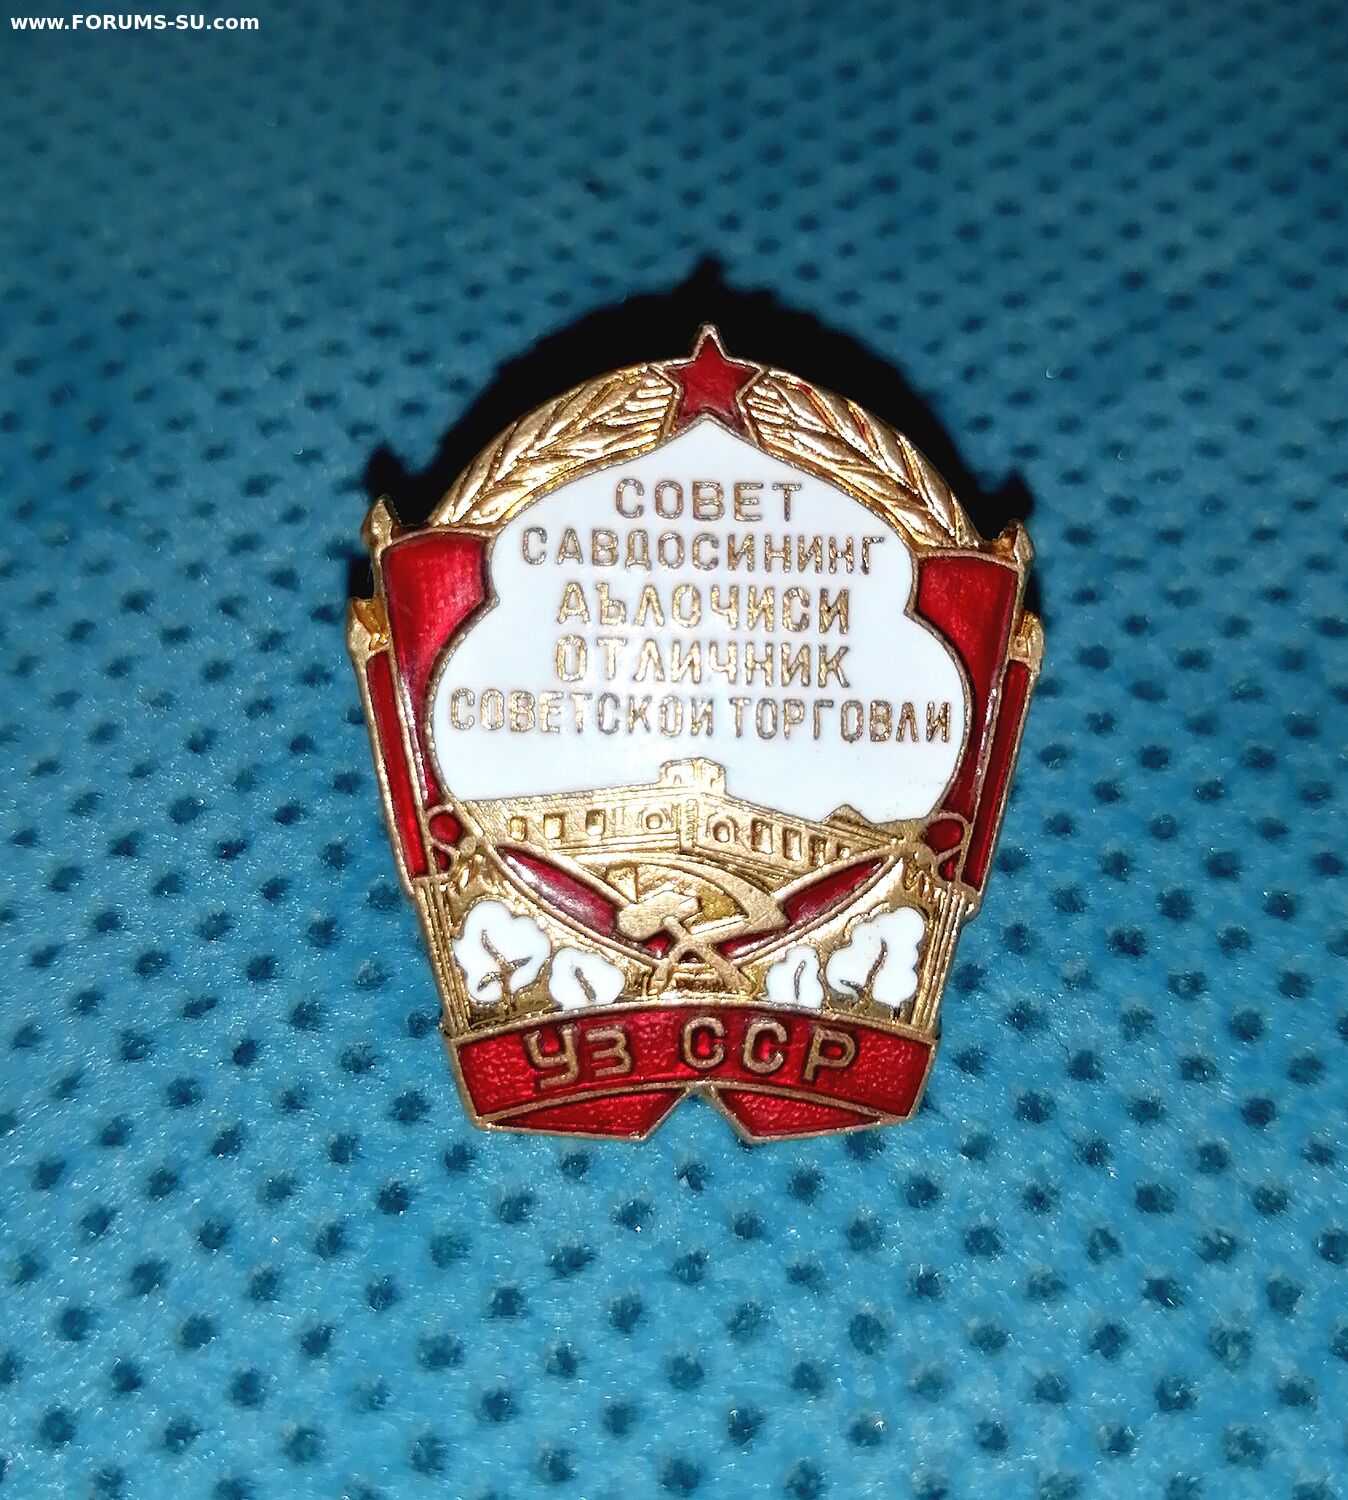 www.FORUMS-SU.com
СОВЕТ
САВДОСИНИНГ
АЪЛОЧИСИ
ОТЛИЧНИК
СОВЕТСКОЙ ТОРГОВЛИ
УЗ ССР